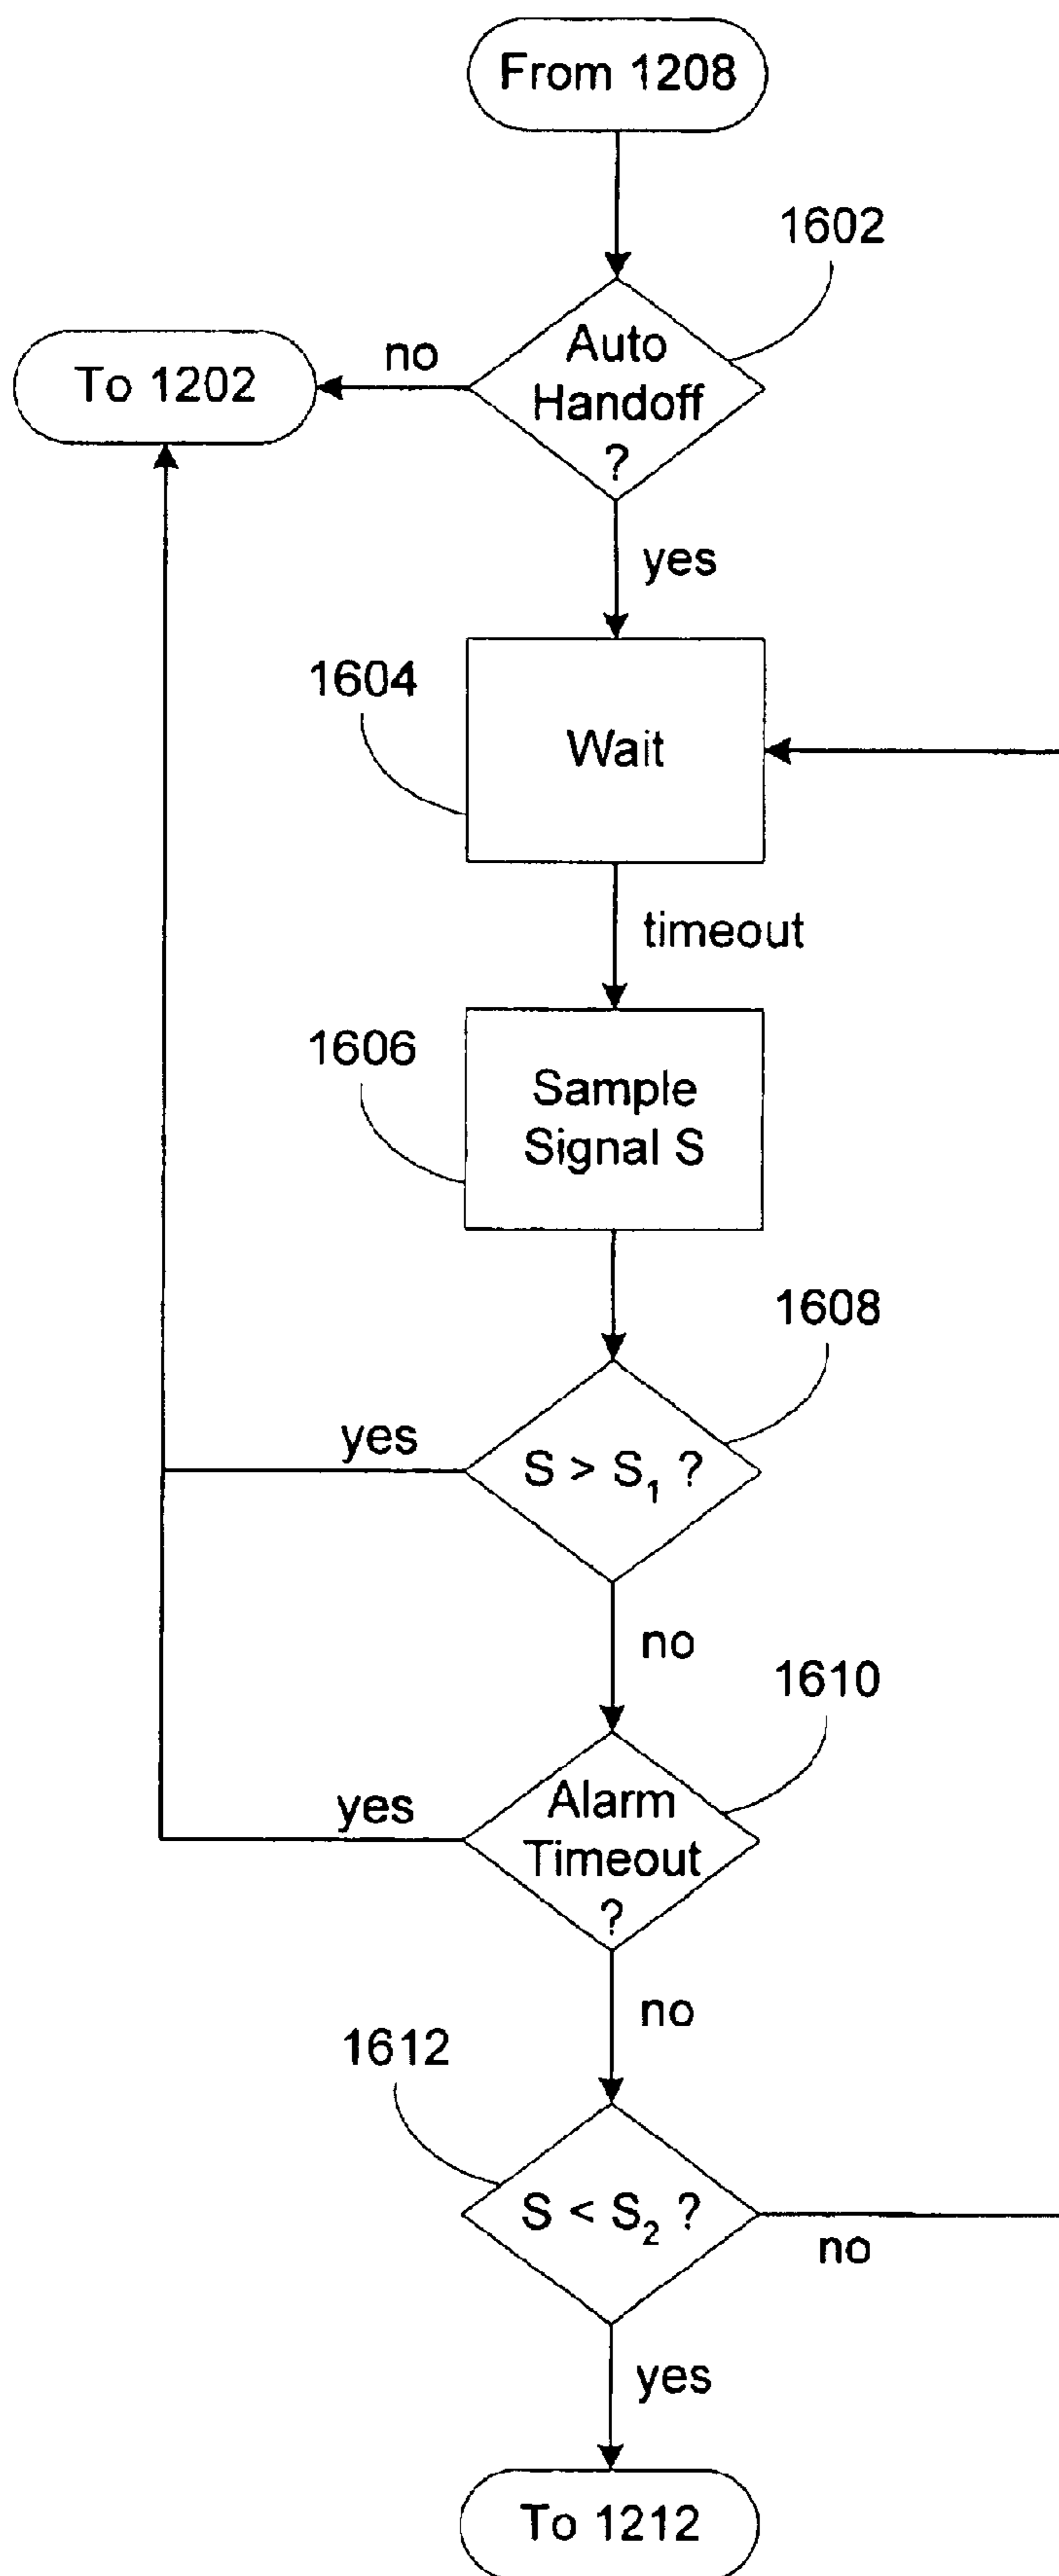 From 1208
1602
Auto
Handoff
?
no
To 1202
yes
1604
Wait
timeout
1606
Sample
Signal S
1608
yes
S > S₁ ?
no
1610
yes
Alarm
Timeout
?
no
1612
S < S₂ ?
no
yes
To 1212